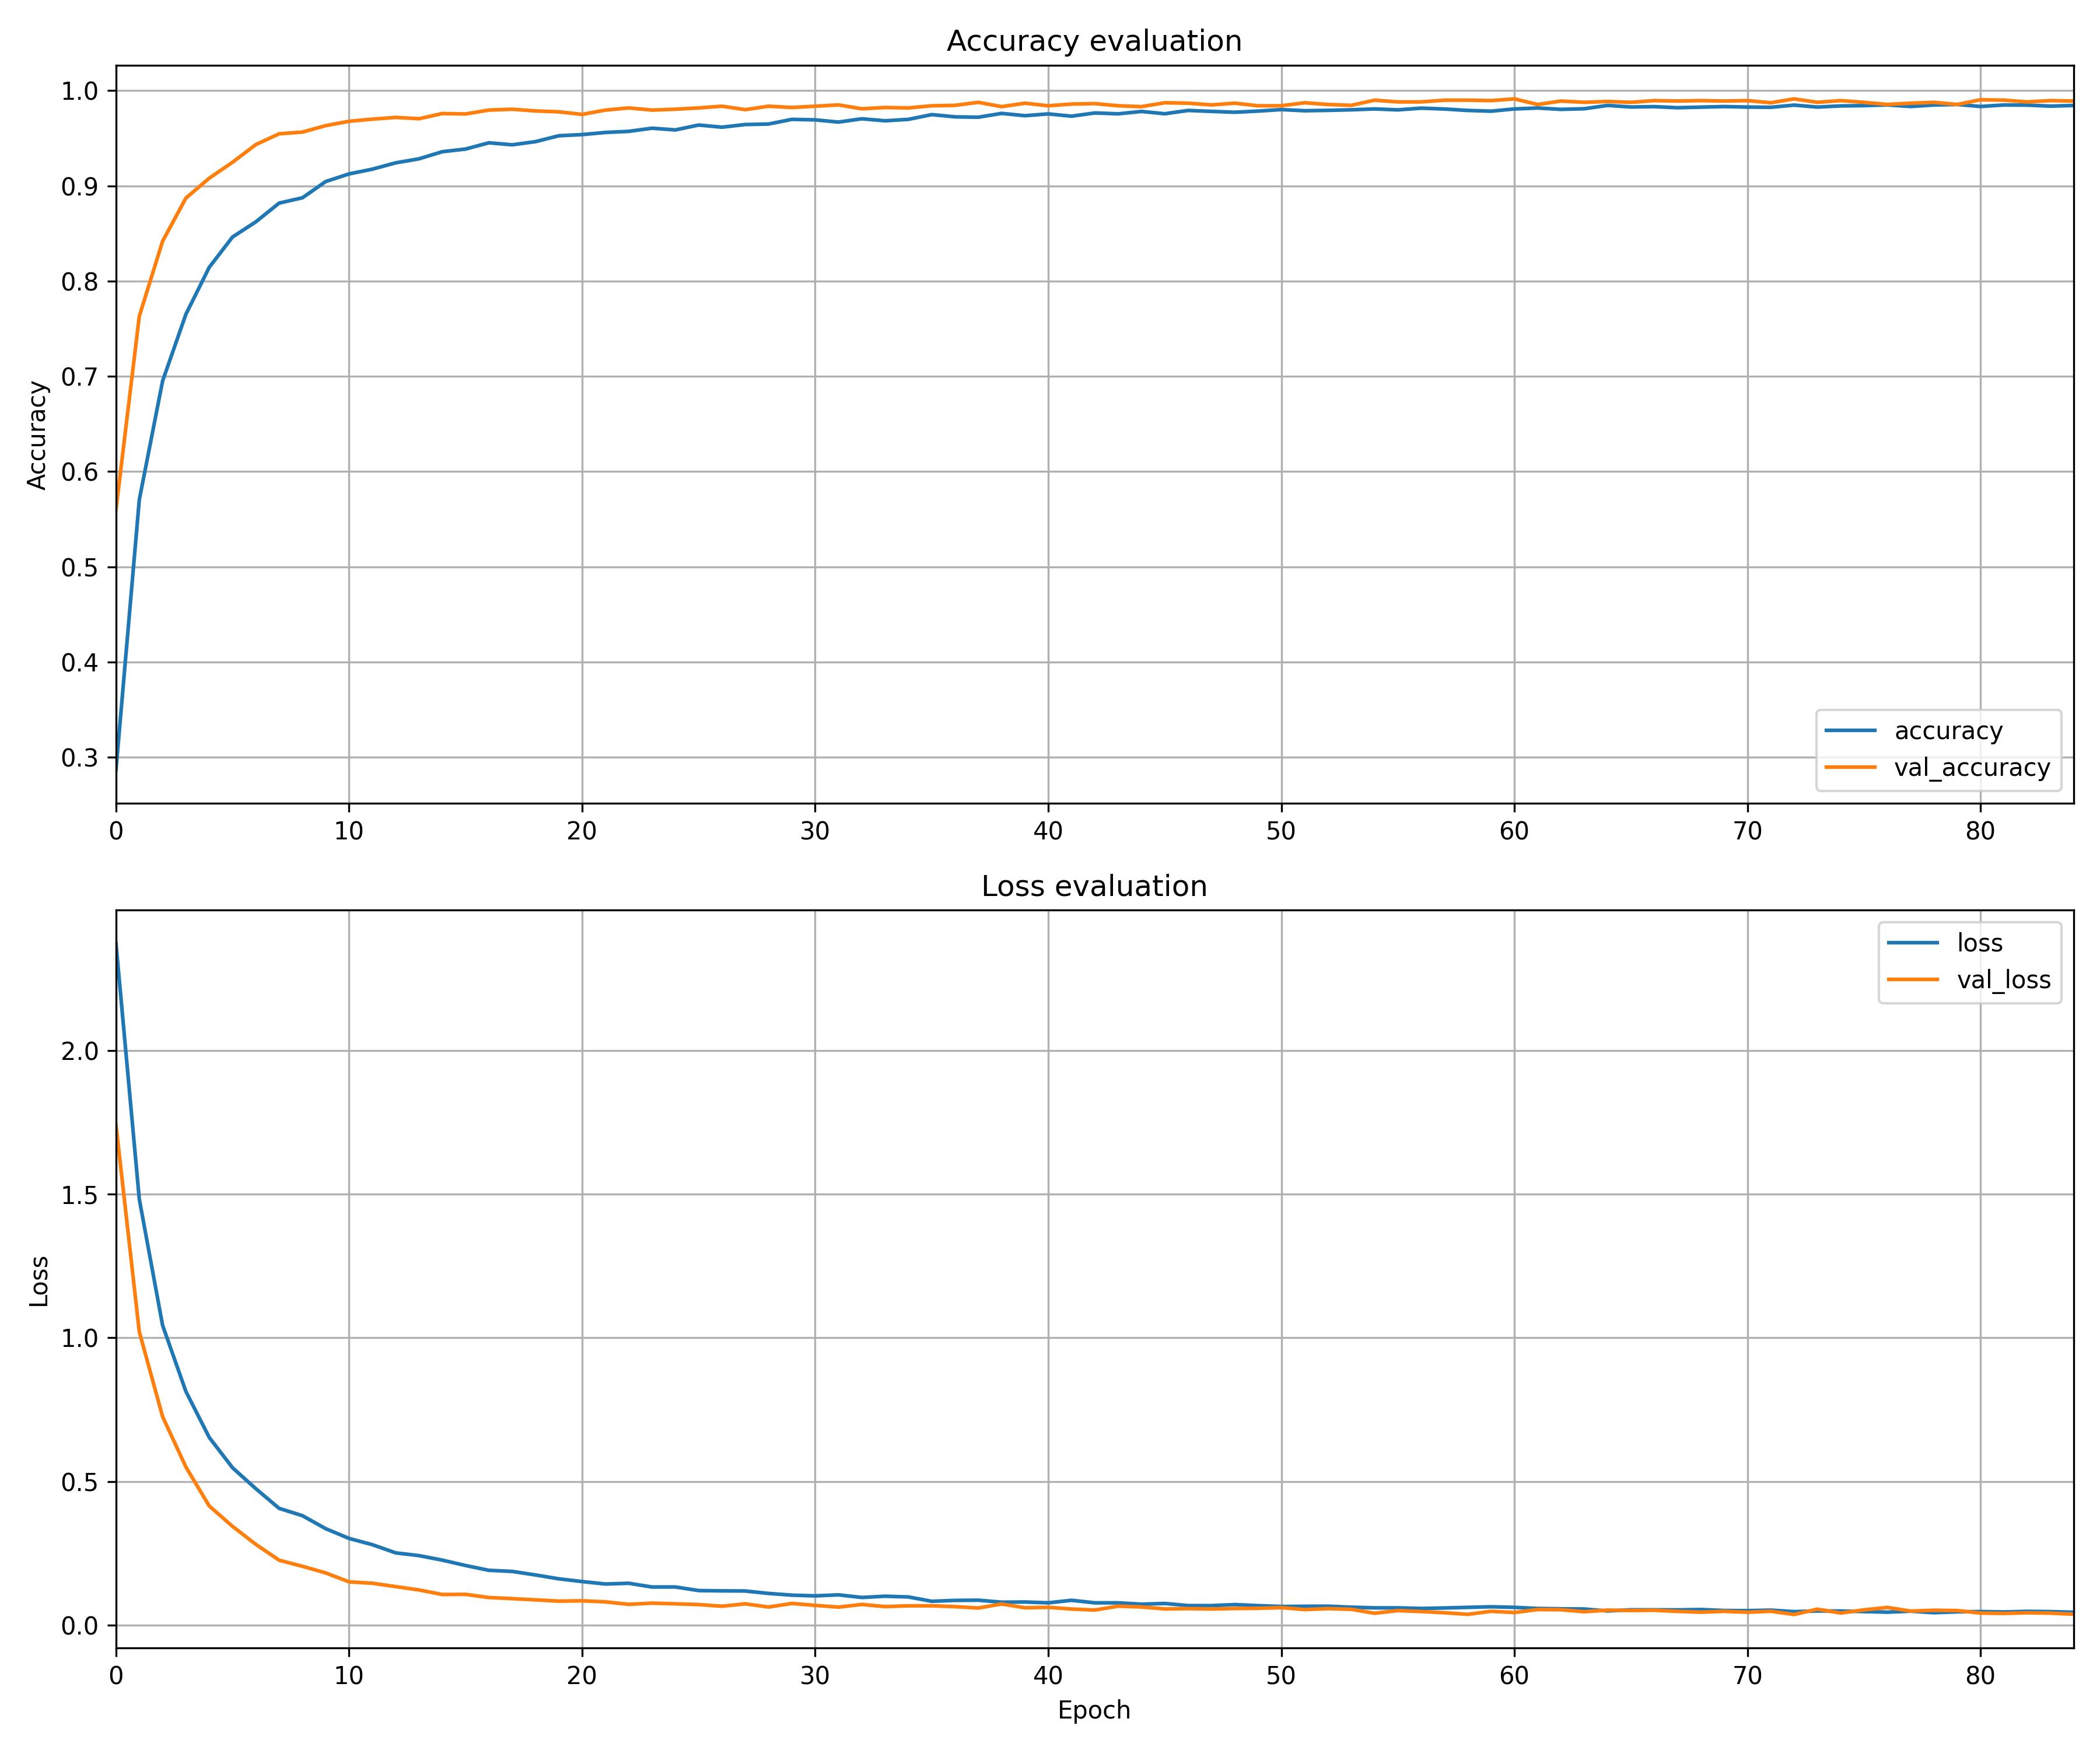 Accuracy evaluation
1.0
0.9
0.8
0.7
0.6
0.5
0.4
0.3
Accuracy
accuracy
val_accuracy
0 10 20 30 40 50 60 70 80
Loss evaluation
loss
val_loss
2.0
1.5
1.0
0.5
0.0
Loss
0 10 20 30 40 50 60 70 80
Epoch